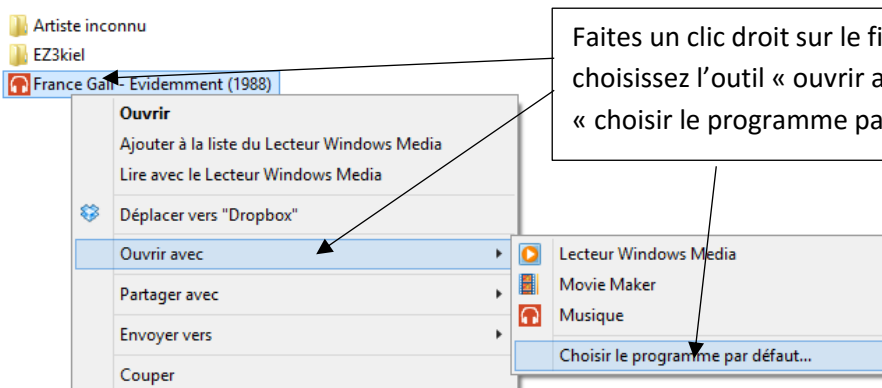 Artiste inconnu
EZ3kiel
France Gall - Evidemment (1988)
Faites un clic droit sur le
choisissez l'outil « ouvrir
« choisir le programme
Ouvrir
Ajouter à la liste du Lecteur Windows Media
Lire avec le Lecteur Windows Media
Déplacer vers "Dropbox"
Ouvrir avec
Partager avec
Envoyer vers
Couper
Lecteur Windows Media
Movie Maker
Musique
Choisir le programme par défaut...